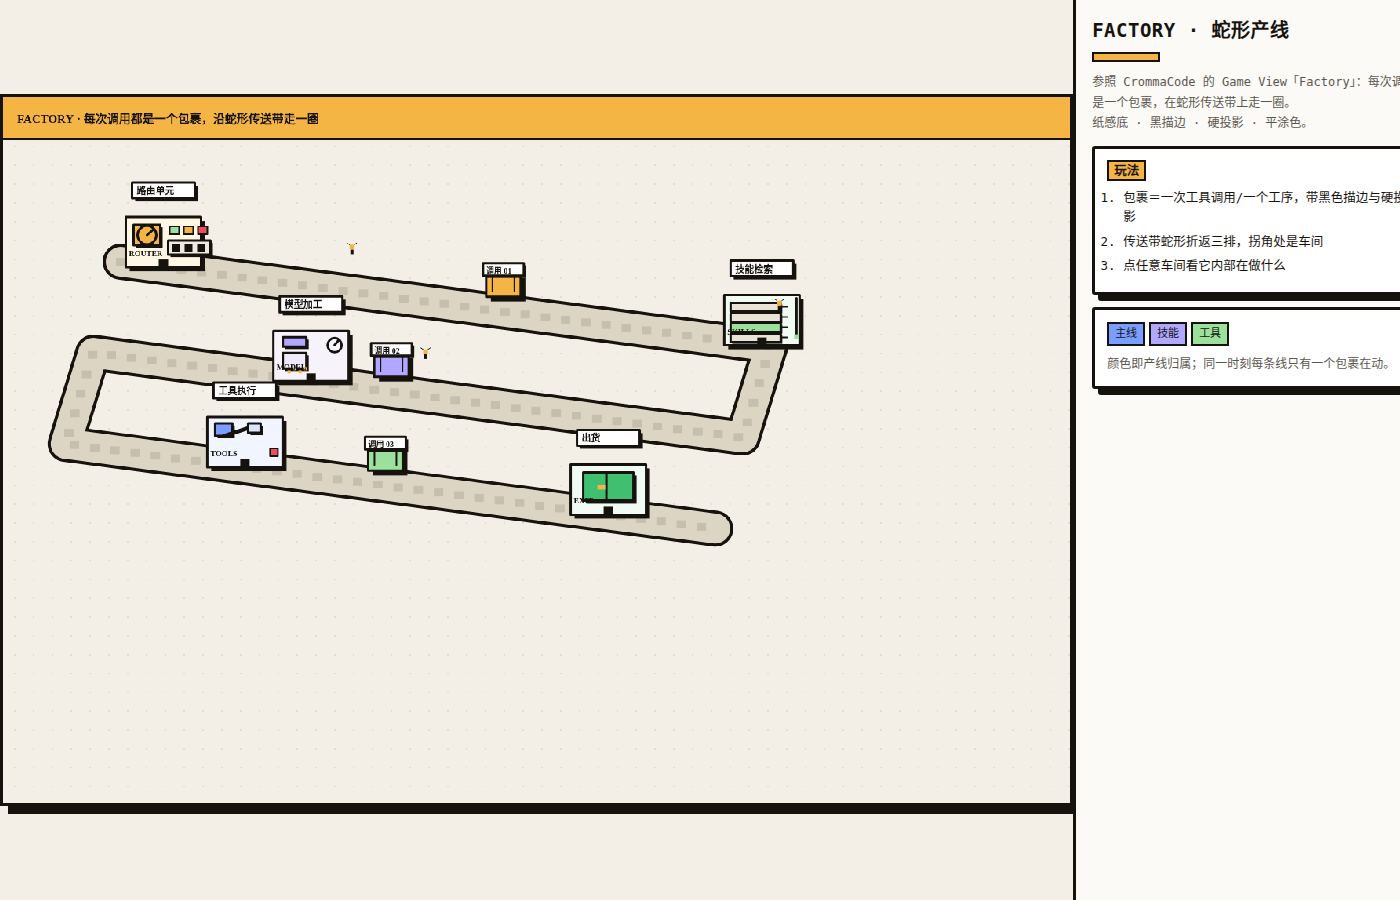 FACTORY · 每次调用都是一个包裹，沿蛇形传送带走一圈
路由单元
ROUTER
调用 01
技能检索
模型加工
MODEL
调用 02
工具执行
TOOLS
调用 03
出货
FACTORY · 蛇形产线
参照 CrommaCode 的 Game View「Factory」：每次调
是一个包裹，在蛇形传送带上走一圈。
纸感底 · 黑描边 · 硬投影 · 平涂色。
玩法
1. 包裹＝一次工具调用/一个工序，带黑色描边与硬投
影
2. 传送带蛇形折返三排，拐角处是车间
3. 点任意车间看它内部在做什么
主线 技能 工具
颜色即产线归属；同一时刻每条线只有一个包裹在动。